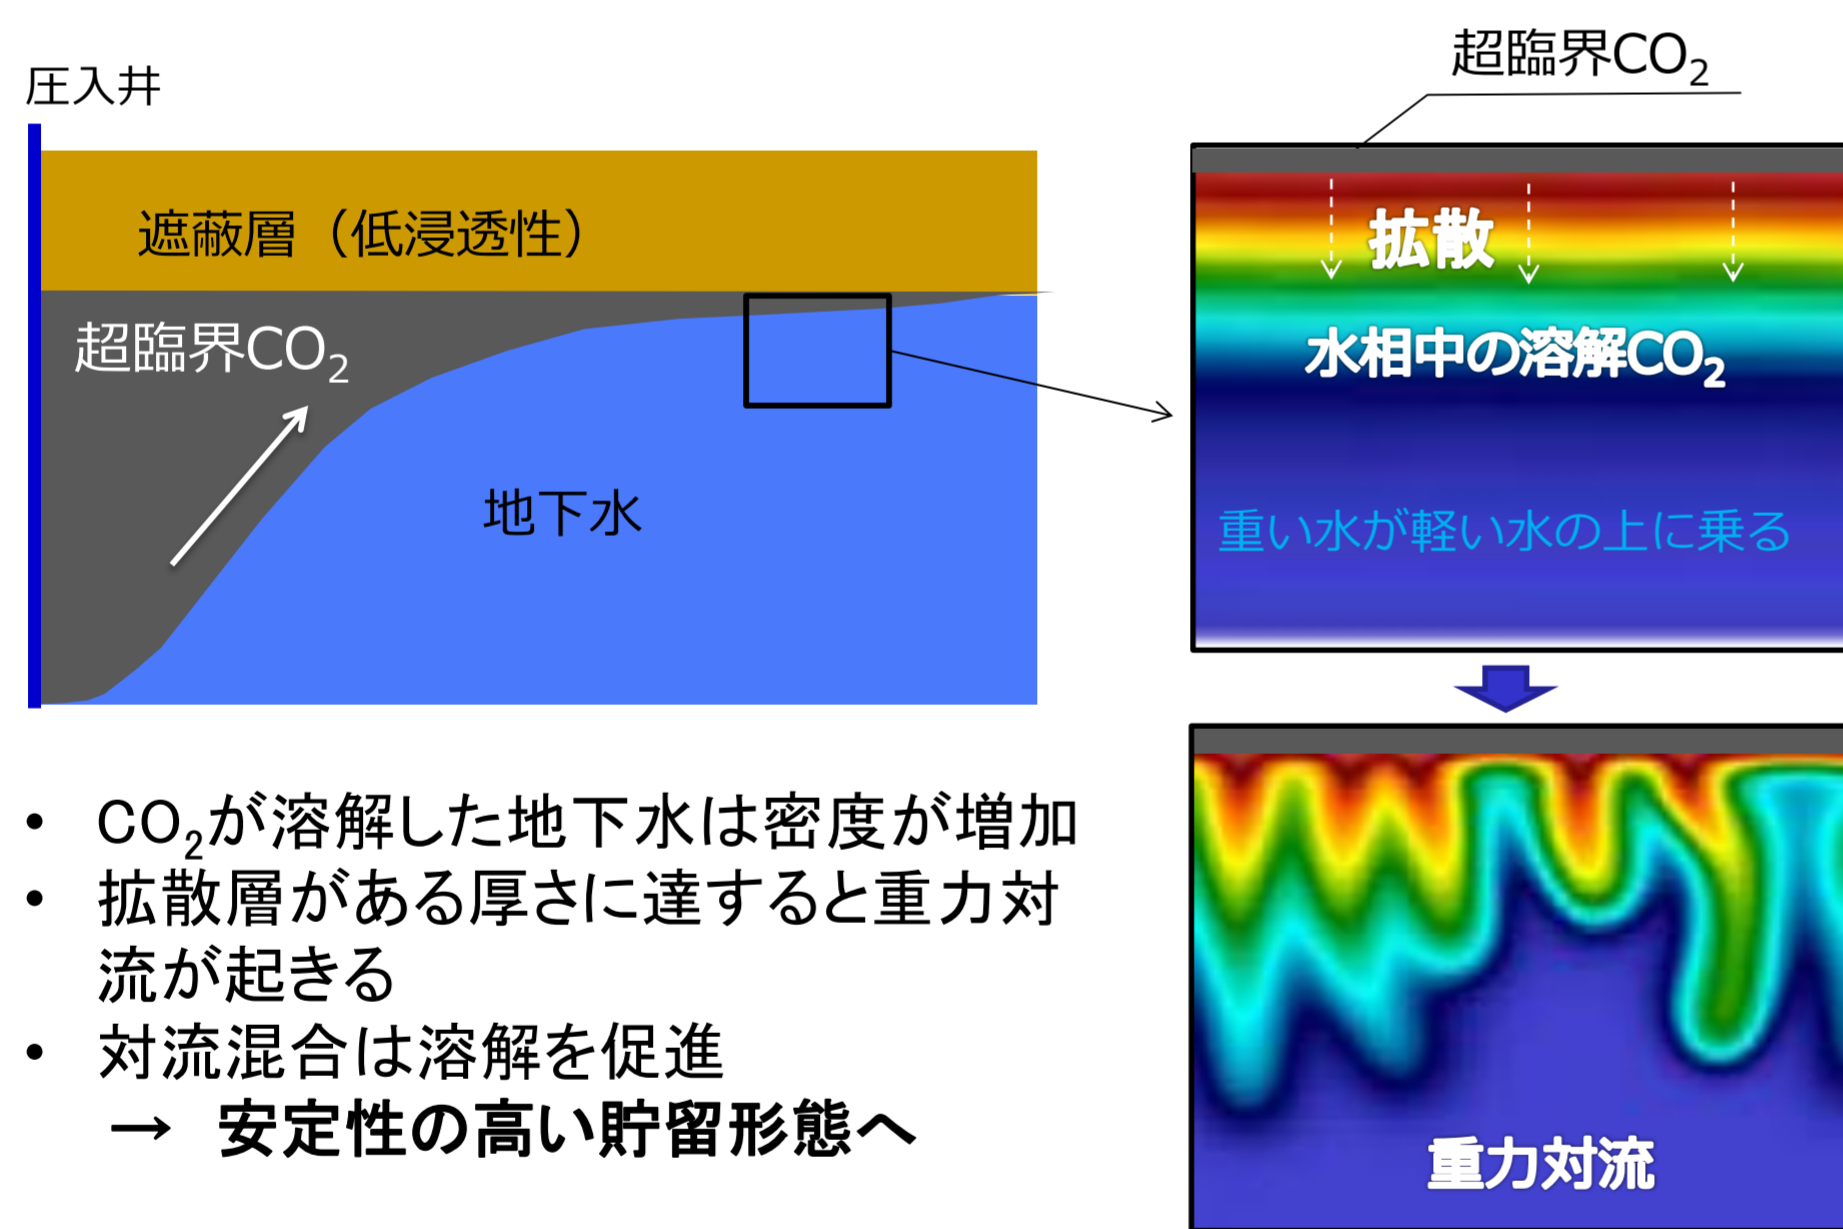 圧入井
遮蔽層（低浸透性）
超臨界CO₂
地下水
超臨界CO₂
拡散
水相中の溶解CO₂
重い水が軽い水の上に乗る
重力対流
• CO₂が溶解した地下水は密度が増加
• 拡散層がある厚さに達すると重力対
流が起きる
• 対流混合は溶解を促進
→ 安定性の高い貯留形態へ